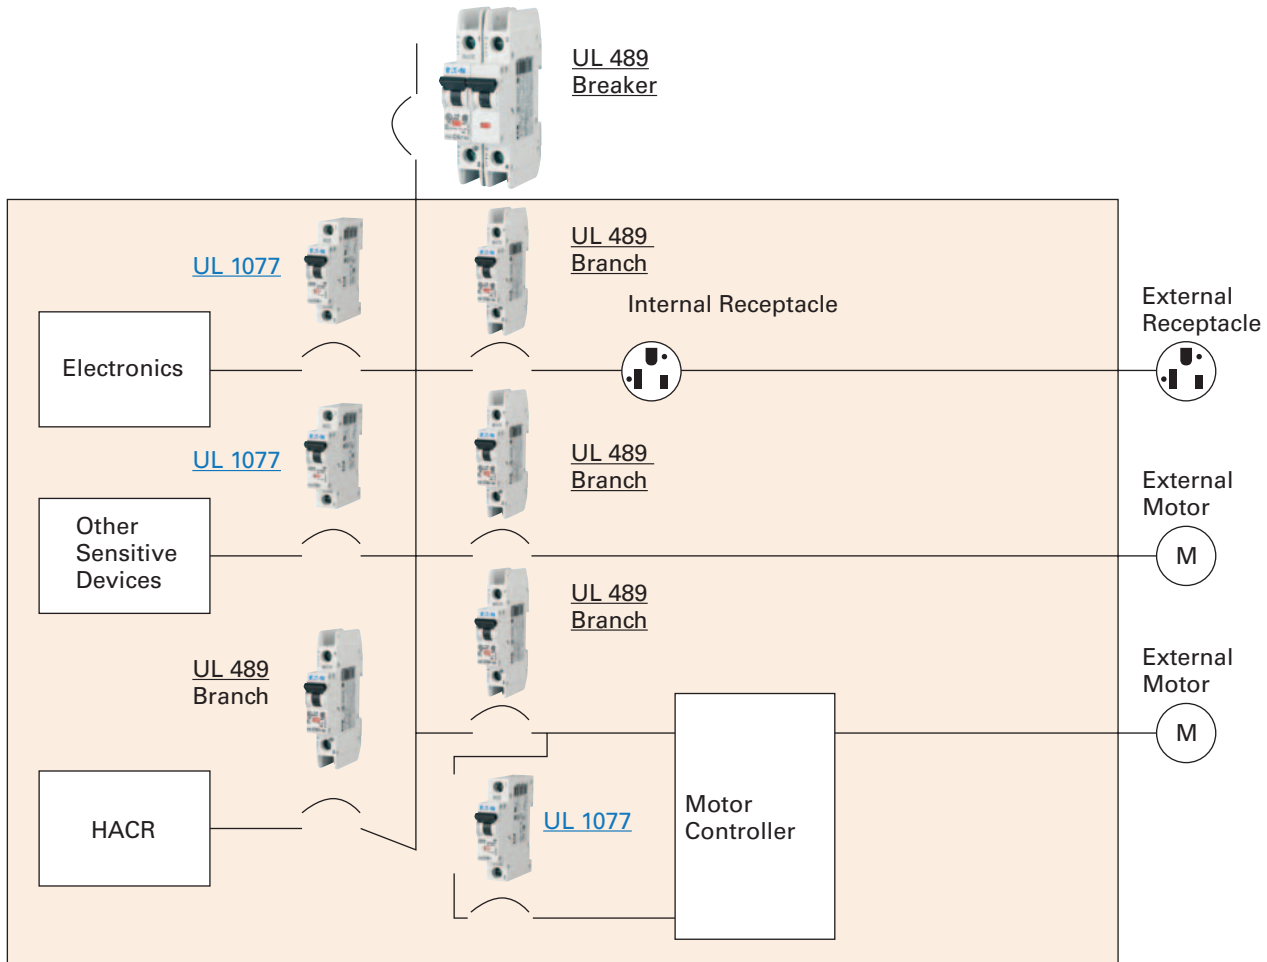 UL 489
Breaker
UL 1077
UL 489
Branch
Internal Receptacle
External
Receptacle
Electronics
UL 1077
UL 489
Branch
External
Motor
M
Other
Sensitive
Devices
UL 489
Branch
UL 489
Branch
External
Motor
M
HACR
UL 1077
Motor
Controller